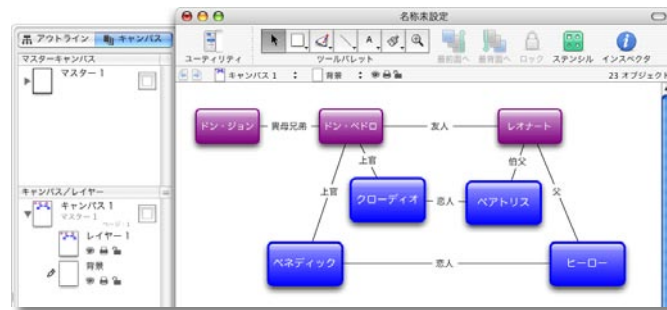 アウトライン キャンバス
マスターキャンバス
マスター 1
キャンバス/レイヤー
キャンバス 1
マスター 1
ページ: 1
レイヤー 1
背景
名称未設定
ユーティリティ ツールパレット 最前面へ 最背面へ ロック ステンシル インスペクタ
キャンバス 1 : 背景 : 23 オブジェクト
ドン・ジョン 異母兄弟 ドン・ペドロ 友人 レオナート
上官 伯父
上官 クローディオ 恋人 ベアトリス 父
ベネディック 恋人 ヒーロー